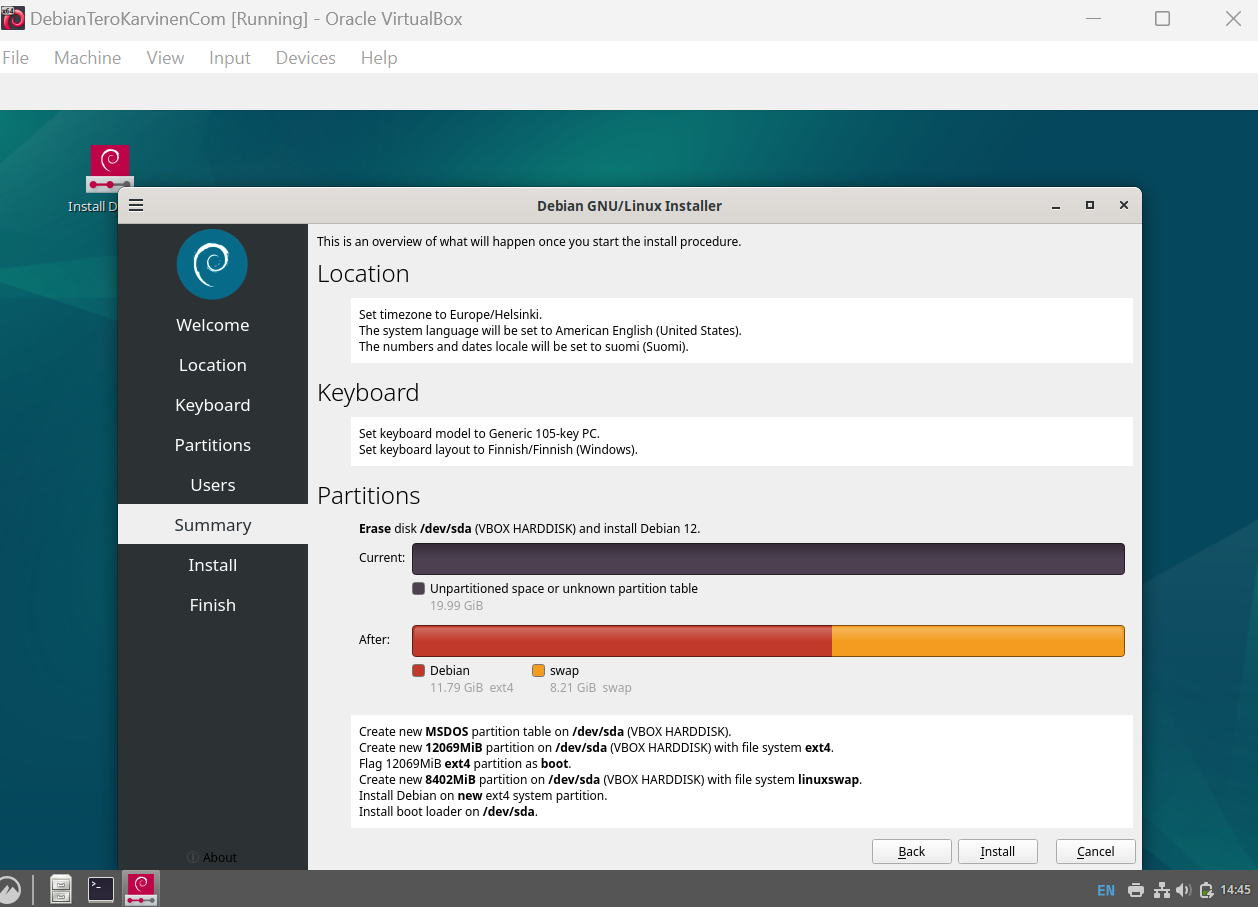 DebianTeroKarvinenCom [Running] - Oracle VirtualBox
File Machine View Input Devices Help
Install D
Debian GNU/Linux Installer
Welcome
Location
Keyboard
Partitions
Users
Summary
Install
Finish
About
This is an overview of what will happen once you start the install procedure.
Location
Set timezone to Europe/Helsinki.
The system language will be set to American English (United States).
The numbers and dates locale will be set to suomi (Suomi).
Keyboard
Set keyboard model to Generic 105-key PC.
Set keyboard layout to Finnish/Finnish (Windows).
Partitions
Erase disk /dev/sda (VBOX HARDDISK) and install Debian 12.
Current:
Unpartitioned space or unknown partition table
19.99 GiB
After:
Debian swap
11.79 GiB ext4 8.21 GiB swap
Create new MSDOS partition table on /dev/sda (VBOX HARDDISK).
Create new 12069MiB partition on /dev/sda (VBOX HARDDISK) with file system ext4.
Flag 12069MiB ext4 partition as boot.
Create new 8402MiB partition on /dev/sda (VBOX HARDDISK) with file system linuxswap.
Install Debian on new ext4 system partition.
Install boot loader on /dev/sda.
Back Install Cancel
EN 14:45